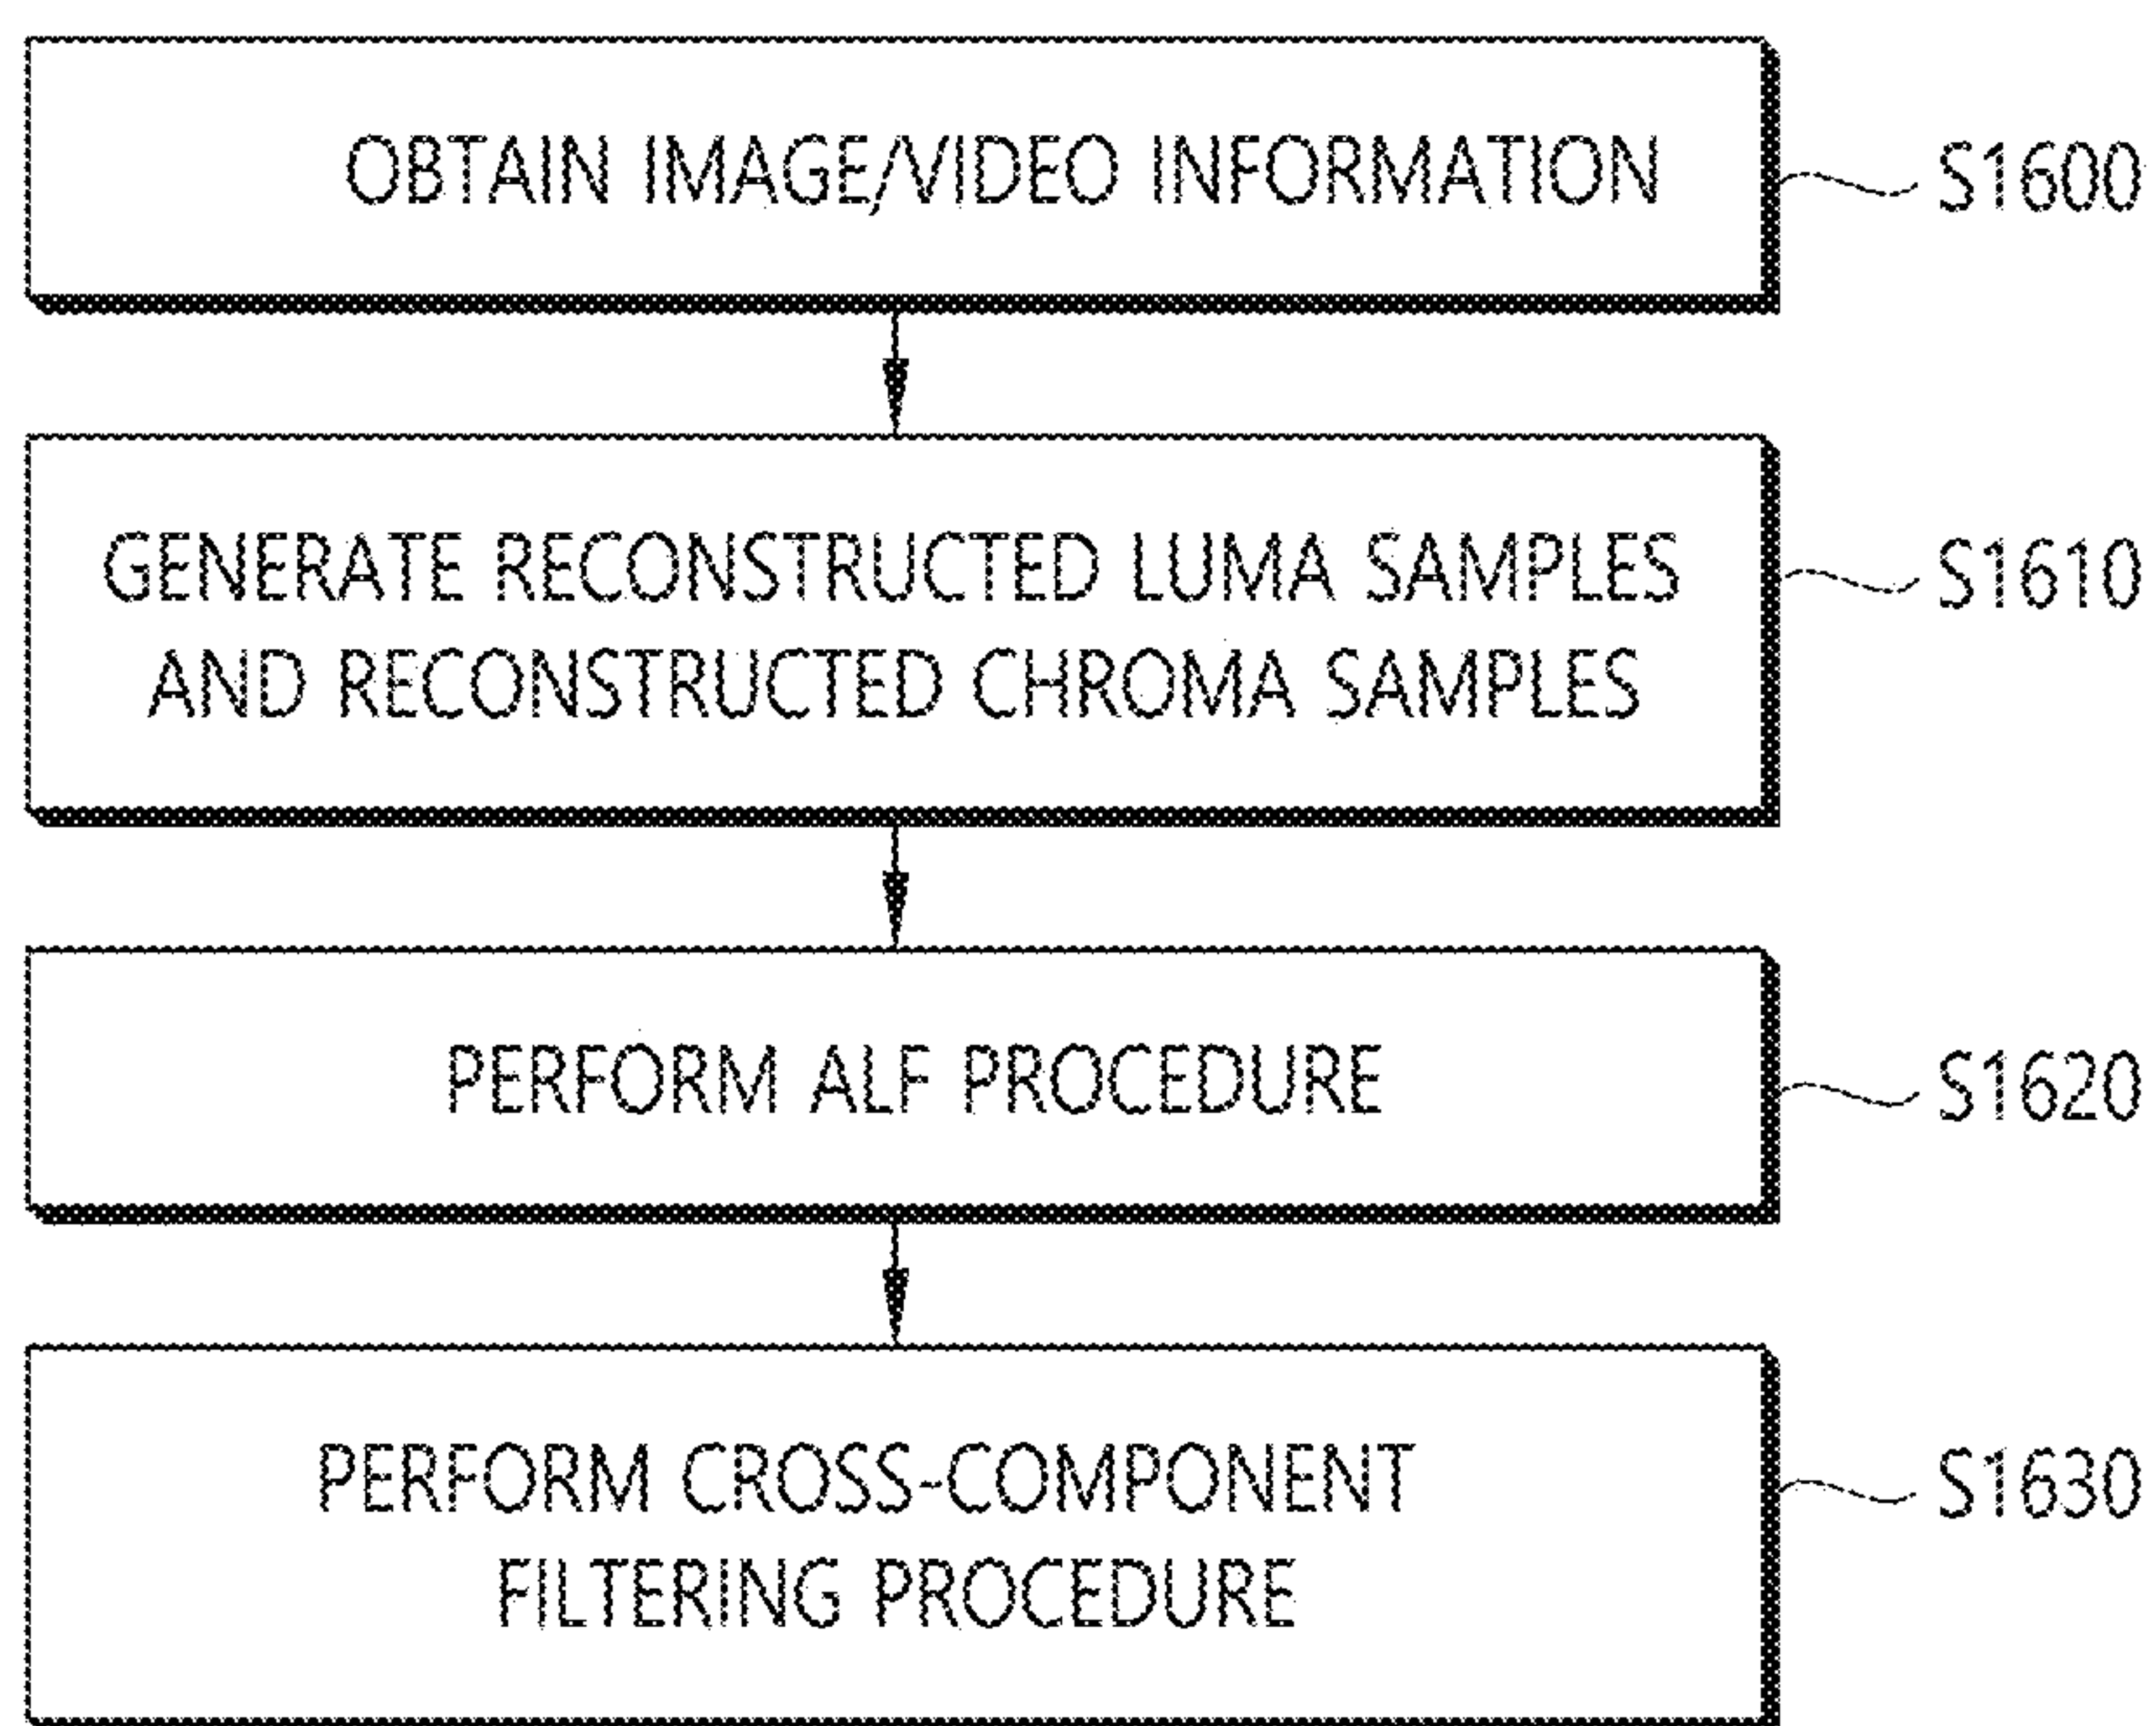 OBTAIN IMAGE/VIDEO INFORMATION
S1600
GENERATE RECONSTRUCTED LUMA SAMPLES
AND RECONSTRUCTED CHROMA SAMPLES
S1610
PERFORM ALF PROCEDURE
S1620
PERFORM CROSS-COMPONENT
FILTERING PROCEDURE
S1630